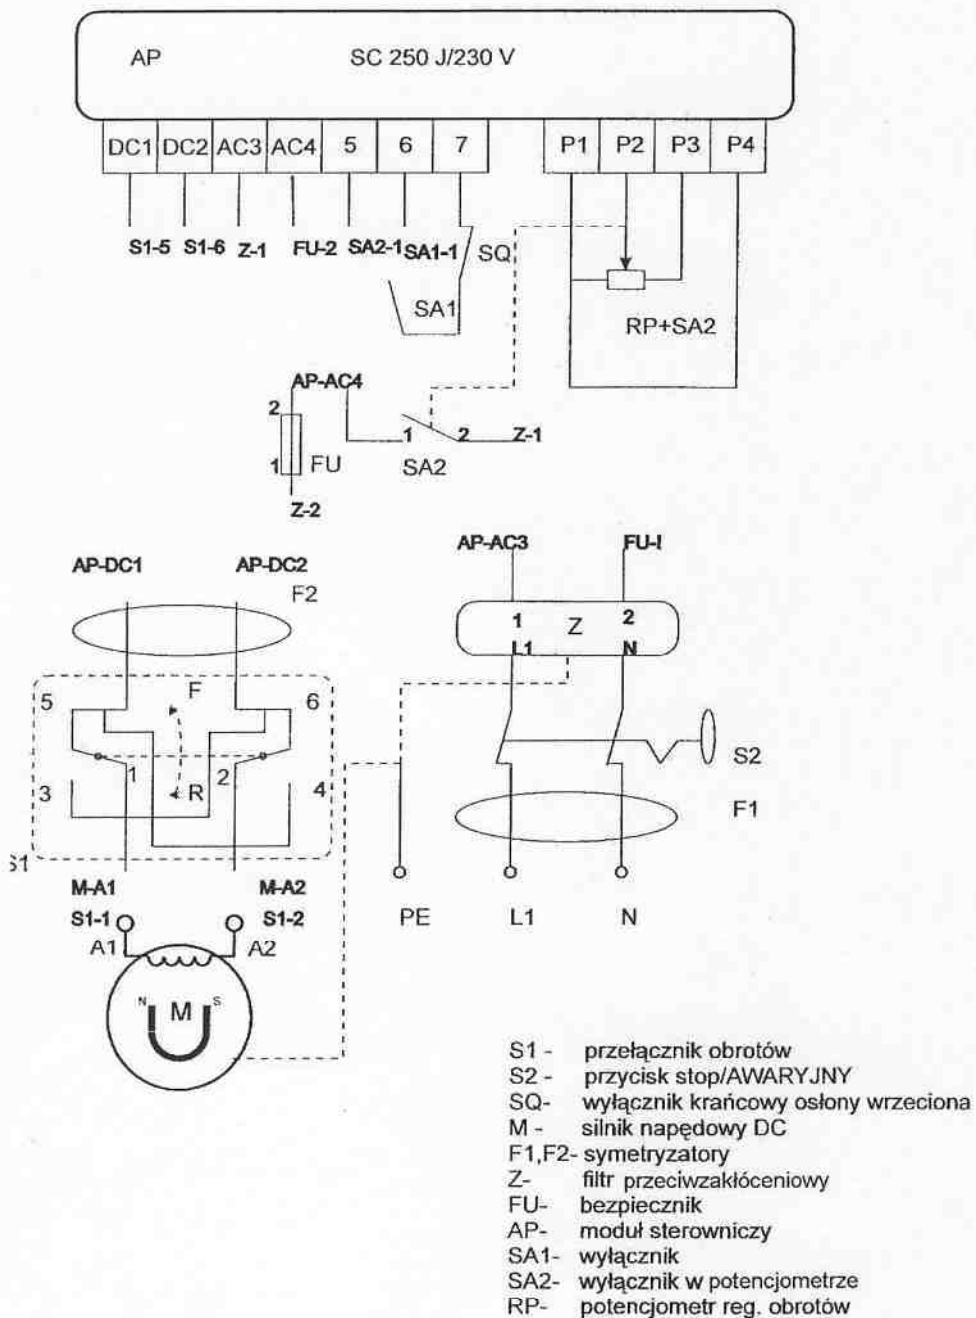 AP SC 250 J/230 V
DC1 DC2 AC3 AC4 5 6 7 P1 P2 P3 P4
S1-5 S1-6 Z-1 FU-2 SA2-1 SA1-1 SQ
SA1
RP+SA2
AP-AC4
2
1 2 Z-1
1 FU SA2
Z-2
AP-AC3 FU-I
AP-DC1 AP-DC2
F2
1 Z 2
L1 N
5 F 6
S2
1 2
3 R 4
F1
S1
M-A1 M-A2
S1-1 S1-2 PE L1 N
A1 A2
N M S
S1 - przełącznik obrotów
S2 - przycisk stop/AWARYJNY
SQ- wyłącznik krańcowy osłony wrzeciona
M - silnik napędowy DC
F1,F2- symetryzatory
Z- filtr przeciwzakłóceniowy
FU- bezpiecznik
AP- moduł sterowniczy
SA1- wyłącznik
SA2- wyłącznik w potencjometrze
RP- potencjometr reg. obrotów